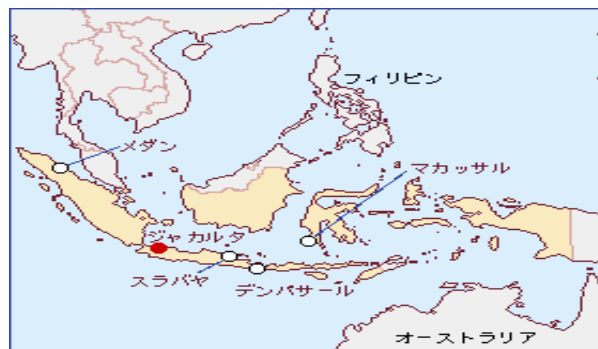 フィリピン
メダン
マカッサル
ジャカルタ
スラバヤ
デンパサール
オーストラリア